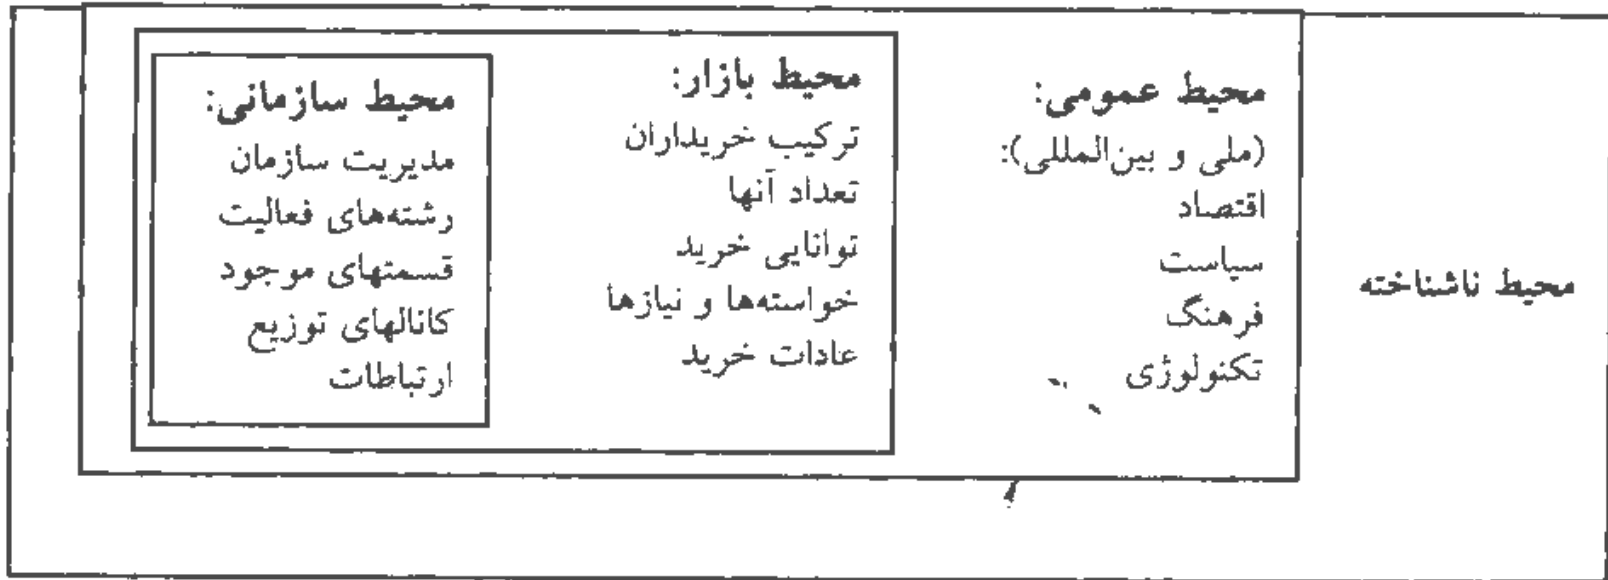 محیط ناشناخته
محیط عمومی:
(ملی و بین‌المللی):
اقتصاد
سیاست
فرهنگ
تکنولوژی
محیط بازار:
ترکیب خریداران
تعداد آنها
توانایی خرید
خواسته‌ها و نیازها
عادات خرید
محیط سازمانی:
مدیریت سازمان
رشته‌های فعالیت
قسمتهای موجود
کانالهای توزیع
ارتباطات